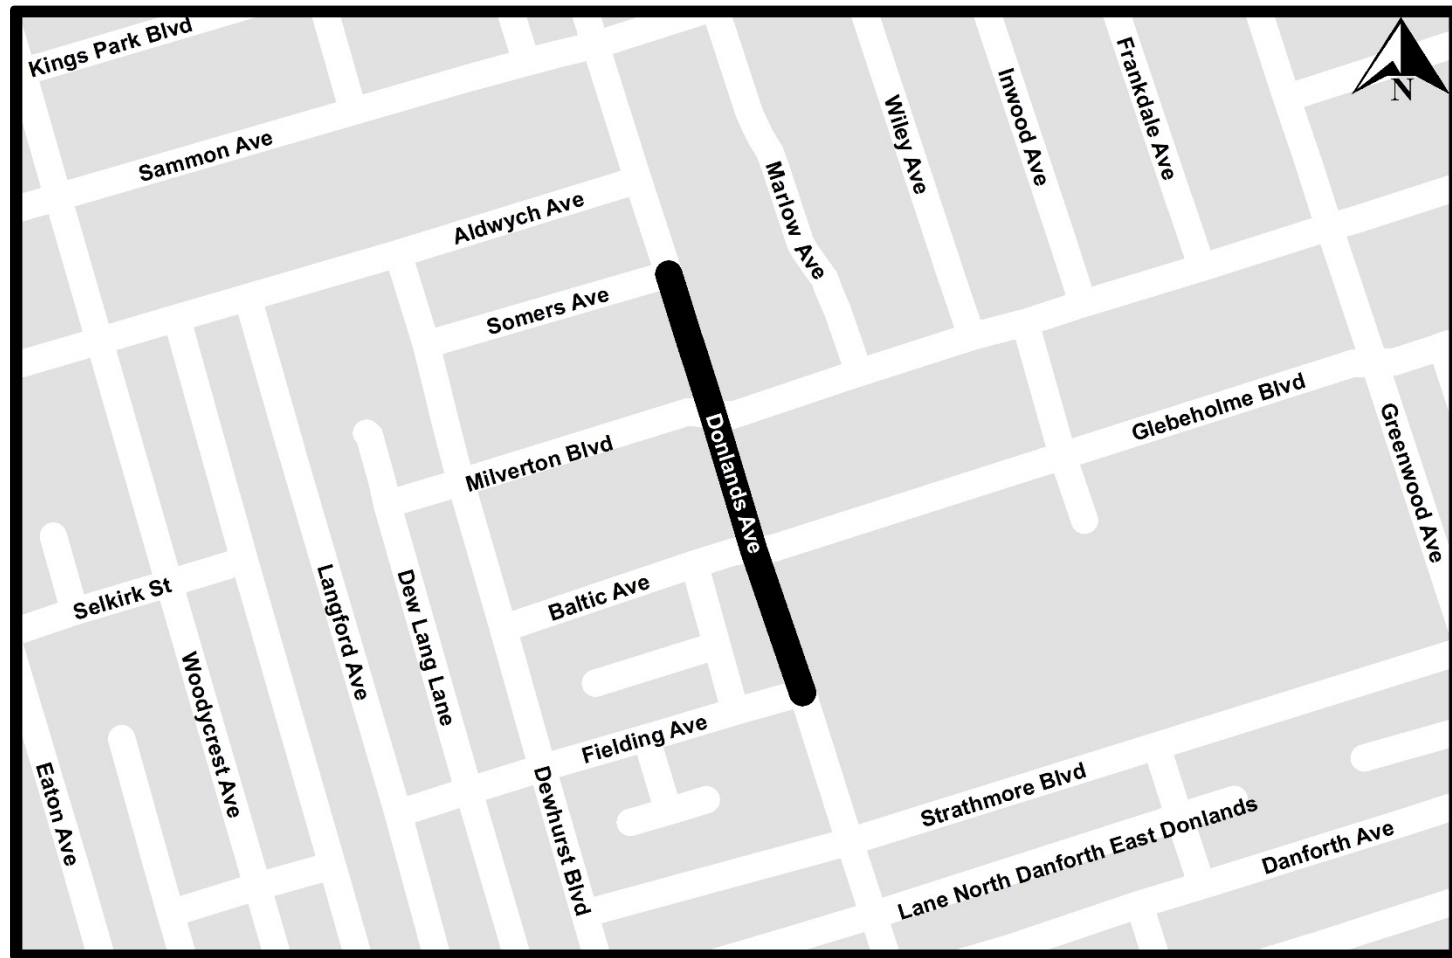 Kings Park Blvd
Sammon Ave
Aldwych Ave
Somers Ave
Marlow Ave
Wiley Ave
Inwood Ave
Frankdale Ave
N
Milverton Blvd
Donlands Ave
Glebeholme Blvd
Greenwood Ave
Baltic Ave
Selkirk St
Langford Ave
Dew Lang Lane
Woodycrest Ave
Fielding Ave
Eaton Ave
Dewhurst Blvd
Strathmore Blvd
Lane North Danforth East Donlands
Danforth Ave